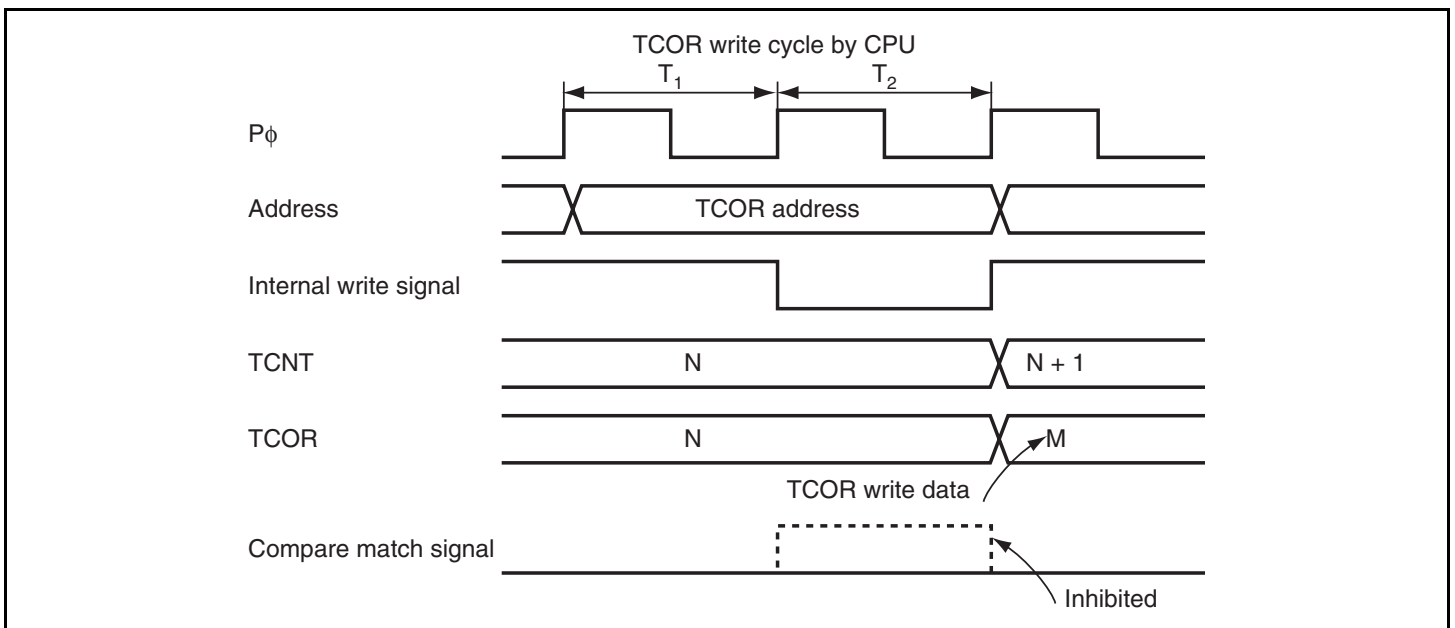 TCOR write cycle by CPU
T1 T2
Pϕ
Address TCOR address
Internal write signal
TCNT N N + 1
TCOR N M
TCOR write data
Compare match signal
Inhibited